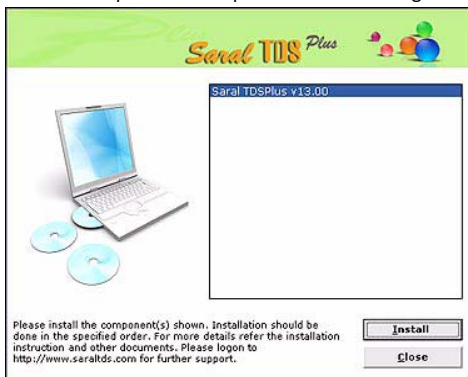 Saral TDS Plus
Saral TDSPlus v13.00
Please install the component(s) shown. Installation should be
done in the specified order. For more details refer the installation
instruction and other documents. Please logon to
http://www.saraltds.com for further support.
Install
Close